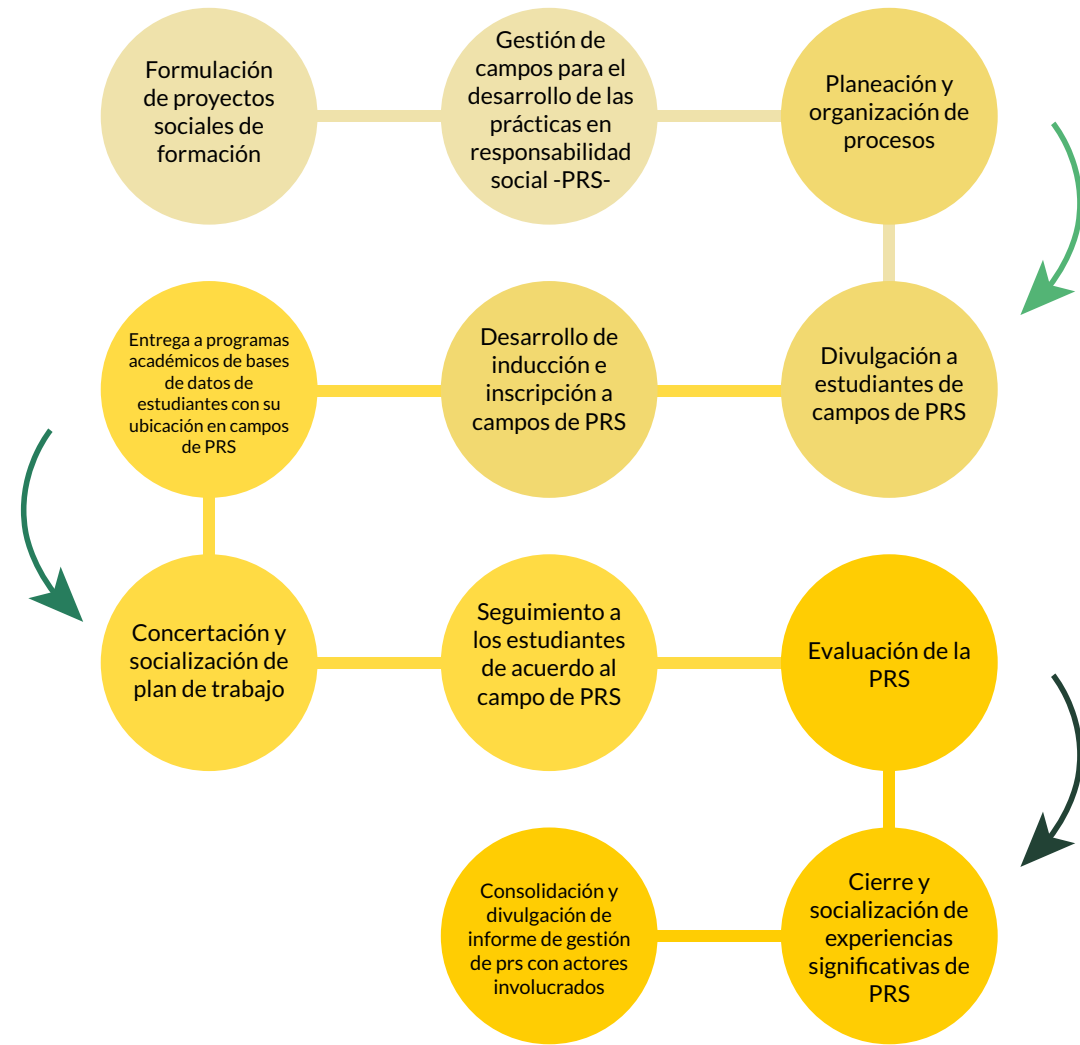 Formulación
de proyectos
sociales de
formación
Gestión de
campos para el
desarrollo de las
prácticas en
responsabilidad
social -PRS-
Planeación y
organización de
procesos
Divulgación a
estudiantes de
campos de PRS
Desarrollo de
inducción e
inscripción a
campos de PRS
Entrega a programas
académicos de bases
de datos de
estudiantes con su
ubicación en campos
de PRS
Concertación y
socialización de
plan de trabajo
Seguimiento a
los estudiantes
de acuerdo al
campo de PRS
Evaluación de la
PRS
Cierre y
socialización de
experiencias
significativas de
PRS
Consolidación y
divulgación de
informe de gestión
de prs con actores
involucrados